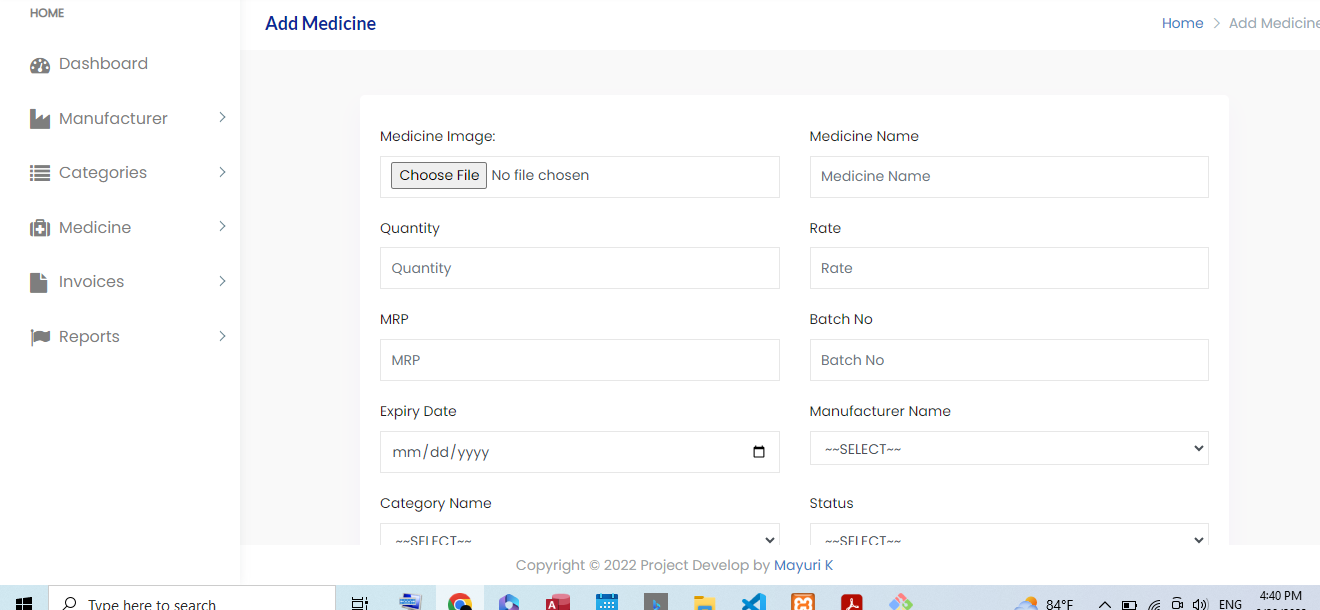 HOME
Add Medicine
Home > Add Medicine
Dashboard
Manufacturer
Categories
Medicine
Invoices
Reports
Medicine Image:
Medicine Name
Choose File No file chosen
Medicine Name
Quantity
Rate
Quantity
Rate
MRP
Batch No
MRP
Batch No
Expiry Date
Manufacturer Name
mm/dd/yyyy
~~SELECT~~
Category Name
Status
~~SELECT~~
~~SELECT~~
Copyright © 2022 Project Develop by Mayuri K
Type here to search
84°F
ENG
4:40 PM